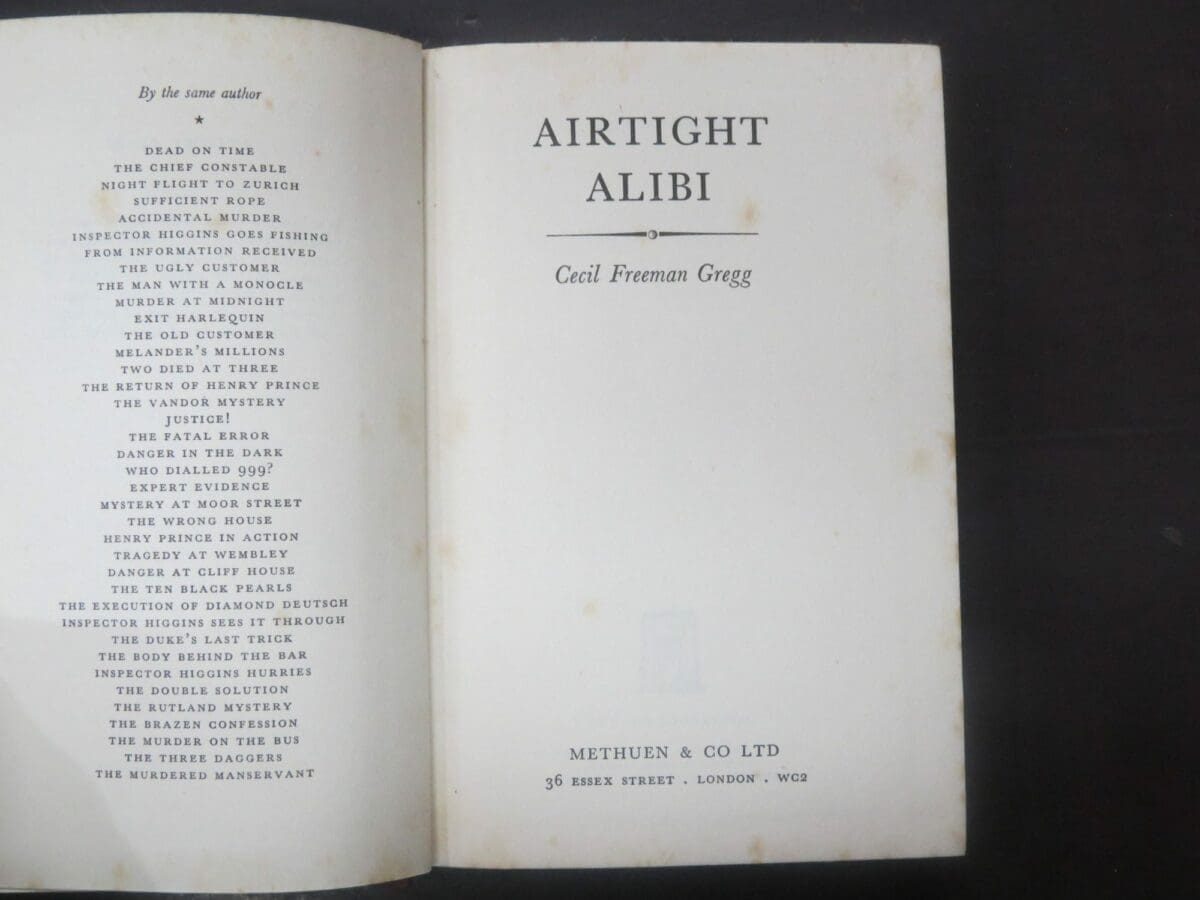 By the same author
★
DEAD ON TIME
THE CHIEF CONSTABLE
NIGHT FLIGHT TO ZURICH
SUFFICIENT ROPE
ACCIDENTAL MURDER
INSPECTOR HIGGINS GOES FISHING
FROM INFORMATION RECEIVED
THE UGLY CUSTOMER
THE MAN WITH A MONOCLE
MURDER AT MIDNIGHT
EXIT HARLEQUIN
THE OLD CUSTOMER
MELANDER'S MILLIONS
TWO DIED AT THREE
THE RETURN OF HENRY PRINCE
THE VANDOR MYSTERY
JUSTICE!
THE FATAL ERROR
DANGER IN THE DARK
WHO DIALLED 999?
EXPERT EVIDENCE
MYSTERY AT MOOR STREET
THE WRONG HOUSE
HENRY PRINCE IN ACTION
TRAGEDY AT WEMBLEY
DANGER AT CLIFF HOUSE
THE TEN BLACK PEARLS
THE EXECUTION OF DIAMOND DEUTSCH
INSPECTOR HIGGINS SEES IT THROUGH
THE DUKE'S LAST TRICK
THE BODY BEHIND THE BAR
INSPECTOR HIGGINS HURRIES
THE DOUBLE SOLUTION
THE RUTLAND MYSTERY
THE BRAZEN CONFESSION
THE MURDER ON THE BUS
THE THREE DAGGERS
THE MURDERED MANSERVANT
AIRTIGHT
ALIBI
Cecil Freeman Gregg
METHUEN & CO LTD
36 ESSEX STREET . LONDON . WC2